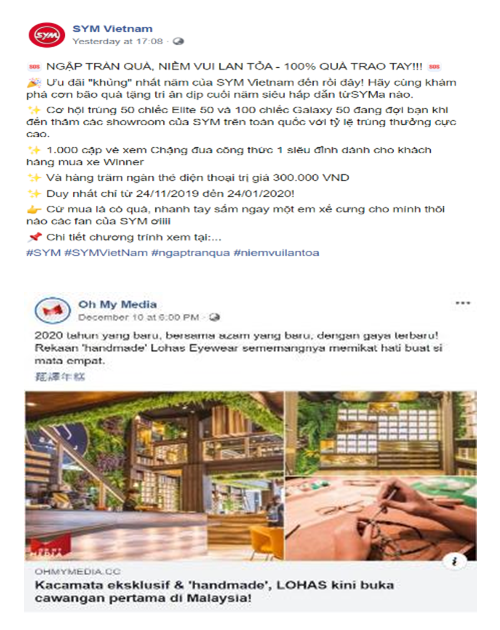 SYM
SYM Vietnam
Yesterday at 17:08
NGẬP TRÀN QUÀ, NIỀM VUI LAN TỎA - 100% QUÀ TRAO TAY!!!
Ưu đãi "khủng" nhất năm của SYM Vietnam đến rồi đây! Hãy cùng khám
phá cơn bão quà tặng tri ân dịp cuối năm siêu hấp dẫn từSYMa nào.
Cơ hội trúng 50 chiếc Elite 50 và 100 chiếc Galaxy 50 đang đợi bạn khi
đến thăm các showroom của SYM trên toàn quốc với tỷ lệ trúng thưởng cực
cao.
1.000 cặp vé xem Chặng đua công thức 1 siêu đỉnh dành cho khách
hàng mua xe Winner
Và hàng trăm ngàn thẻ điện thoại trị giá 300.000 VND
Duy nhất chỉ từ 24/11/2019 đến 24/01/2020!
Cứ mua là có quà, nhanh tay sắm ngay một em xế cưng cho mình thôi
nào các fan của SYM ơiiii
Chi tiết chương trình xem tại:...
#SYM #SYMVietNam #ngaptranqua #niemvuilantoa
Oh My Media
December 10 at 6:00 PM
2020 tahun yang baru, bersama azam yang baru, dengan gaya terbaru!
Rekaan 'handmade' Lohas Eyewear sememangnya memikat hati buat si
mata empat.
OHMYMEDIA.CC
Kacamata eksklusif & 'handmade', LOHAS kini buka
cawangan pertama di Malaysia!